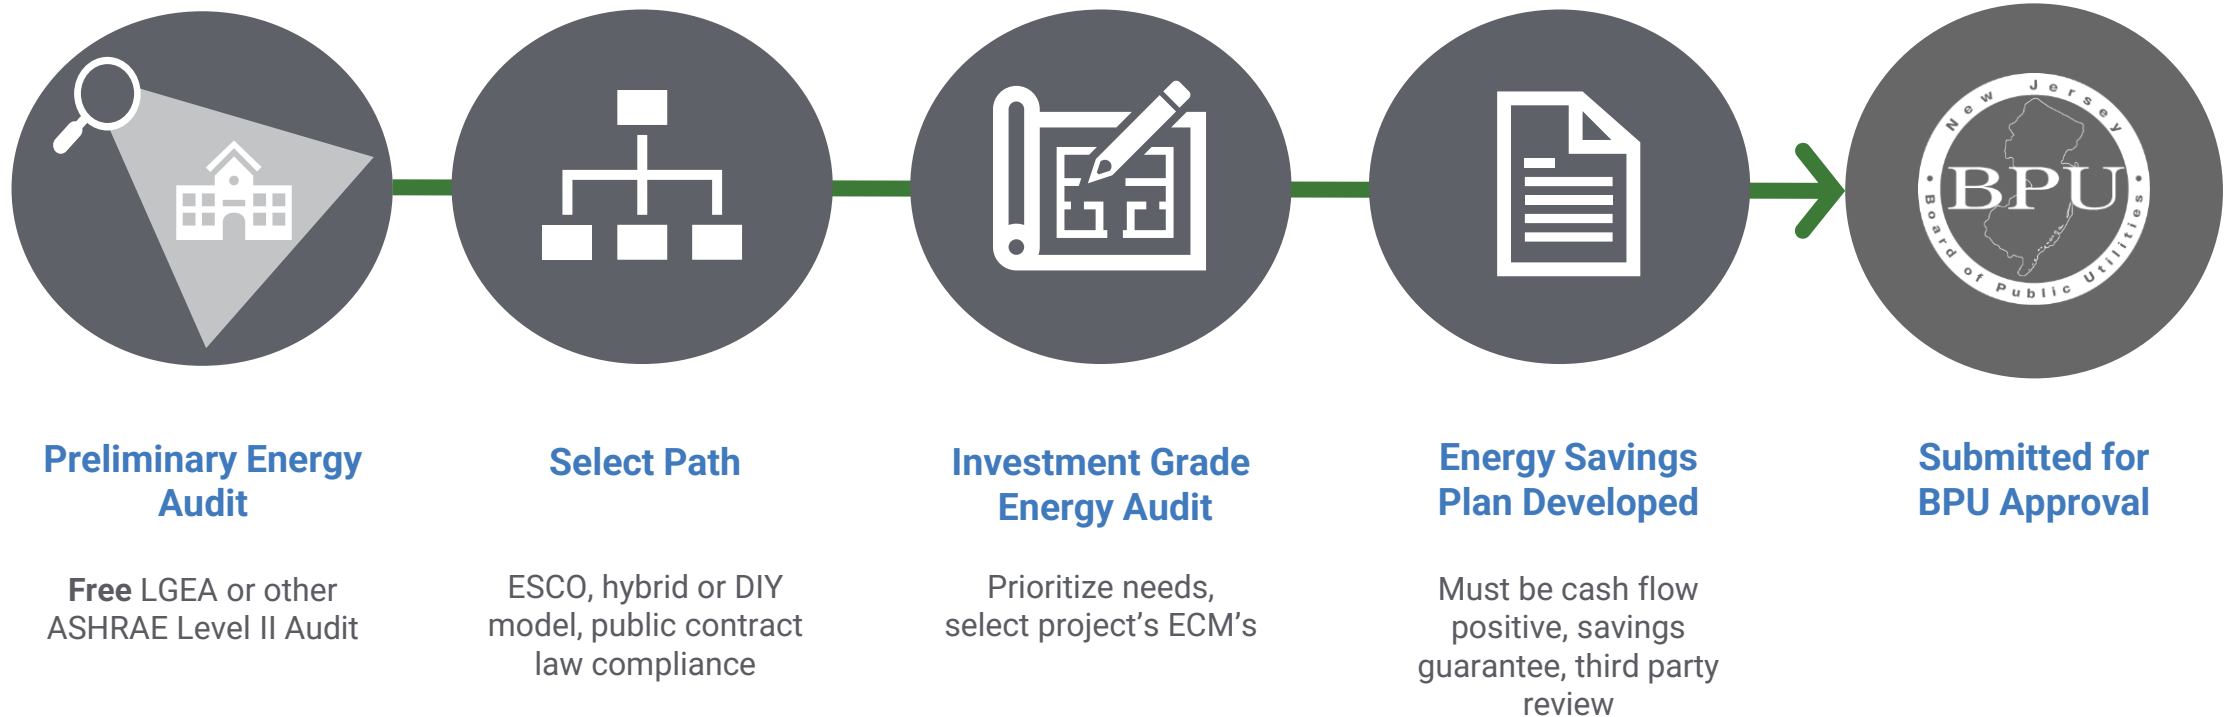 New Jersey
BPU
Board of Public Utilities
Preliminary Energy
Audit
Free LGEA or other
ASHRAE Level II Audit
Select Path
ESCO, hybrid or DIY
model, public contract
law compliance
Investment Grade
Energy Audit
Prioritize needs,
select project’s ECM’s
Energy Savings
Plan Developed
Must be cash flow
positive, savings
guarantee, third party
review
Submitted for
BPU Approval